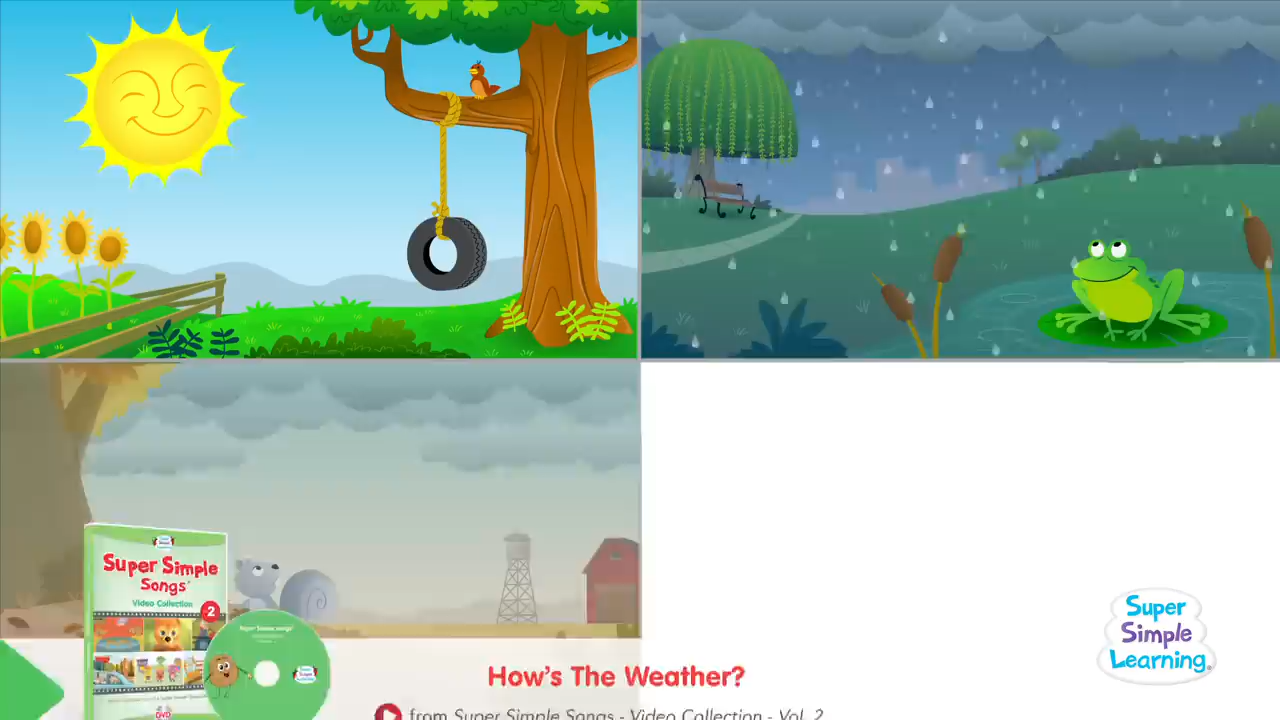 Super Simple
Songs
Video Collection
2
DVD
Super
Simple
Learning
How's The Weather?
from Super Simple Songs - Video Collection - Vol. 2